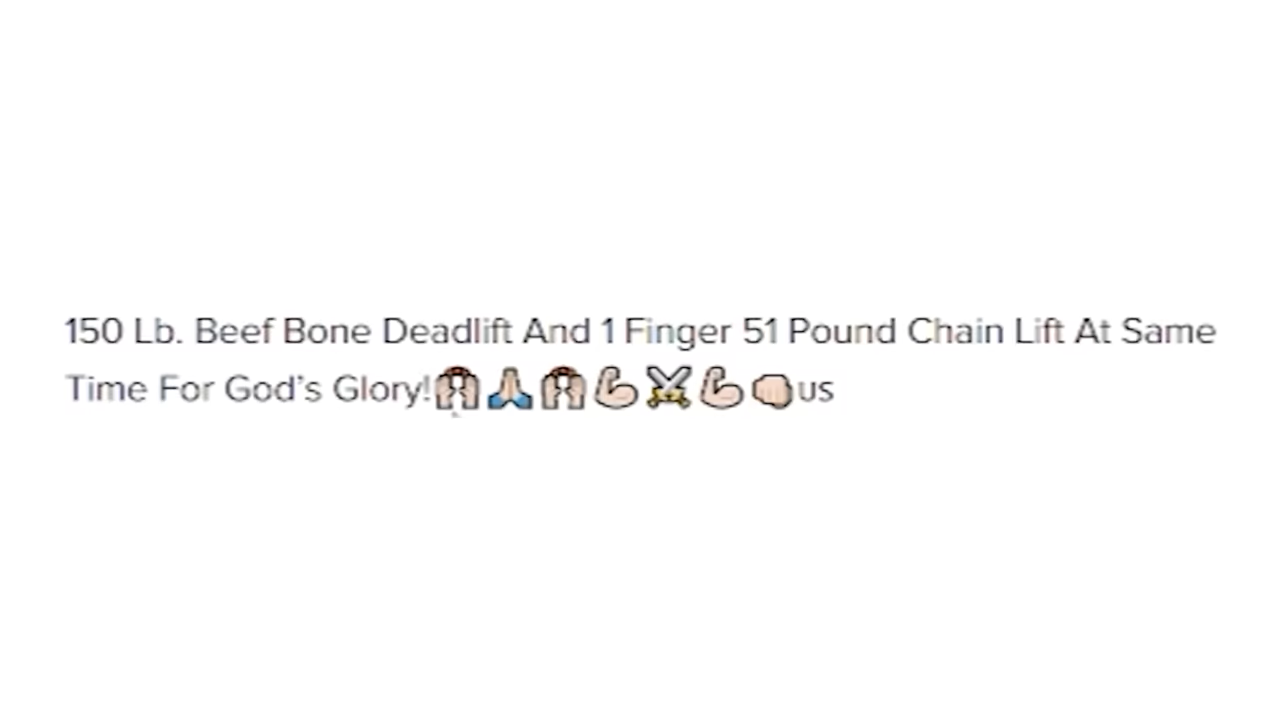 150 Lb. Beef Bone Deadlift And 1 Finger 51 Pound Chain Lift At Same
Time For God's Glory!🙌🏻🙏🏻🙌🏻💪🏻⚔️💪🏻👊🏻us